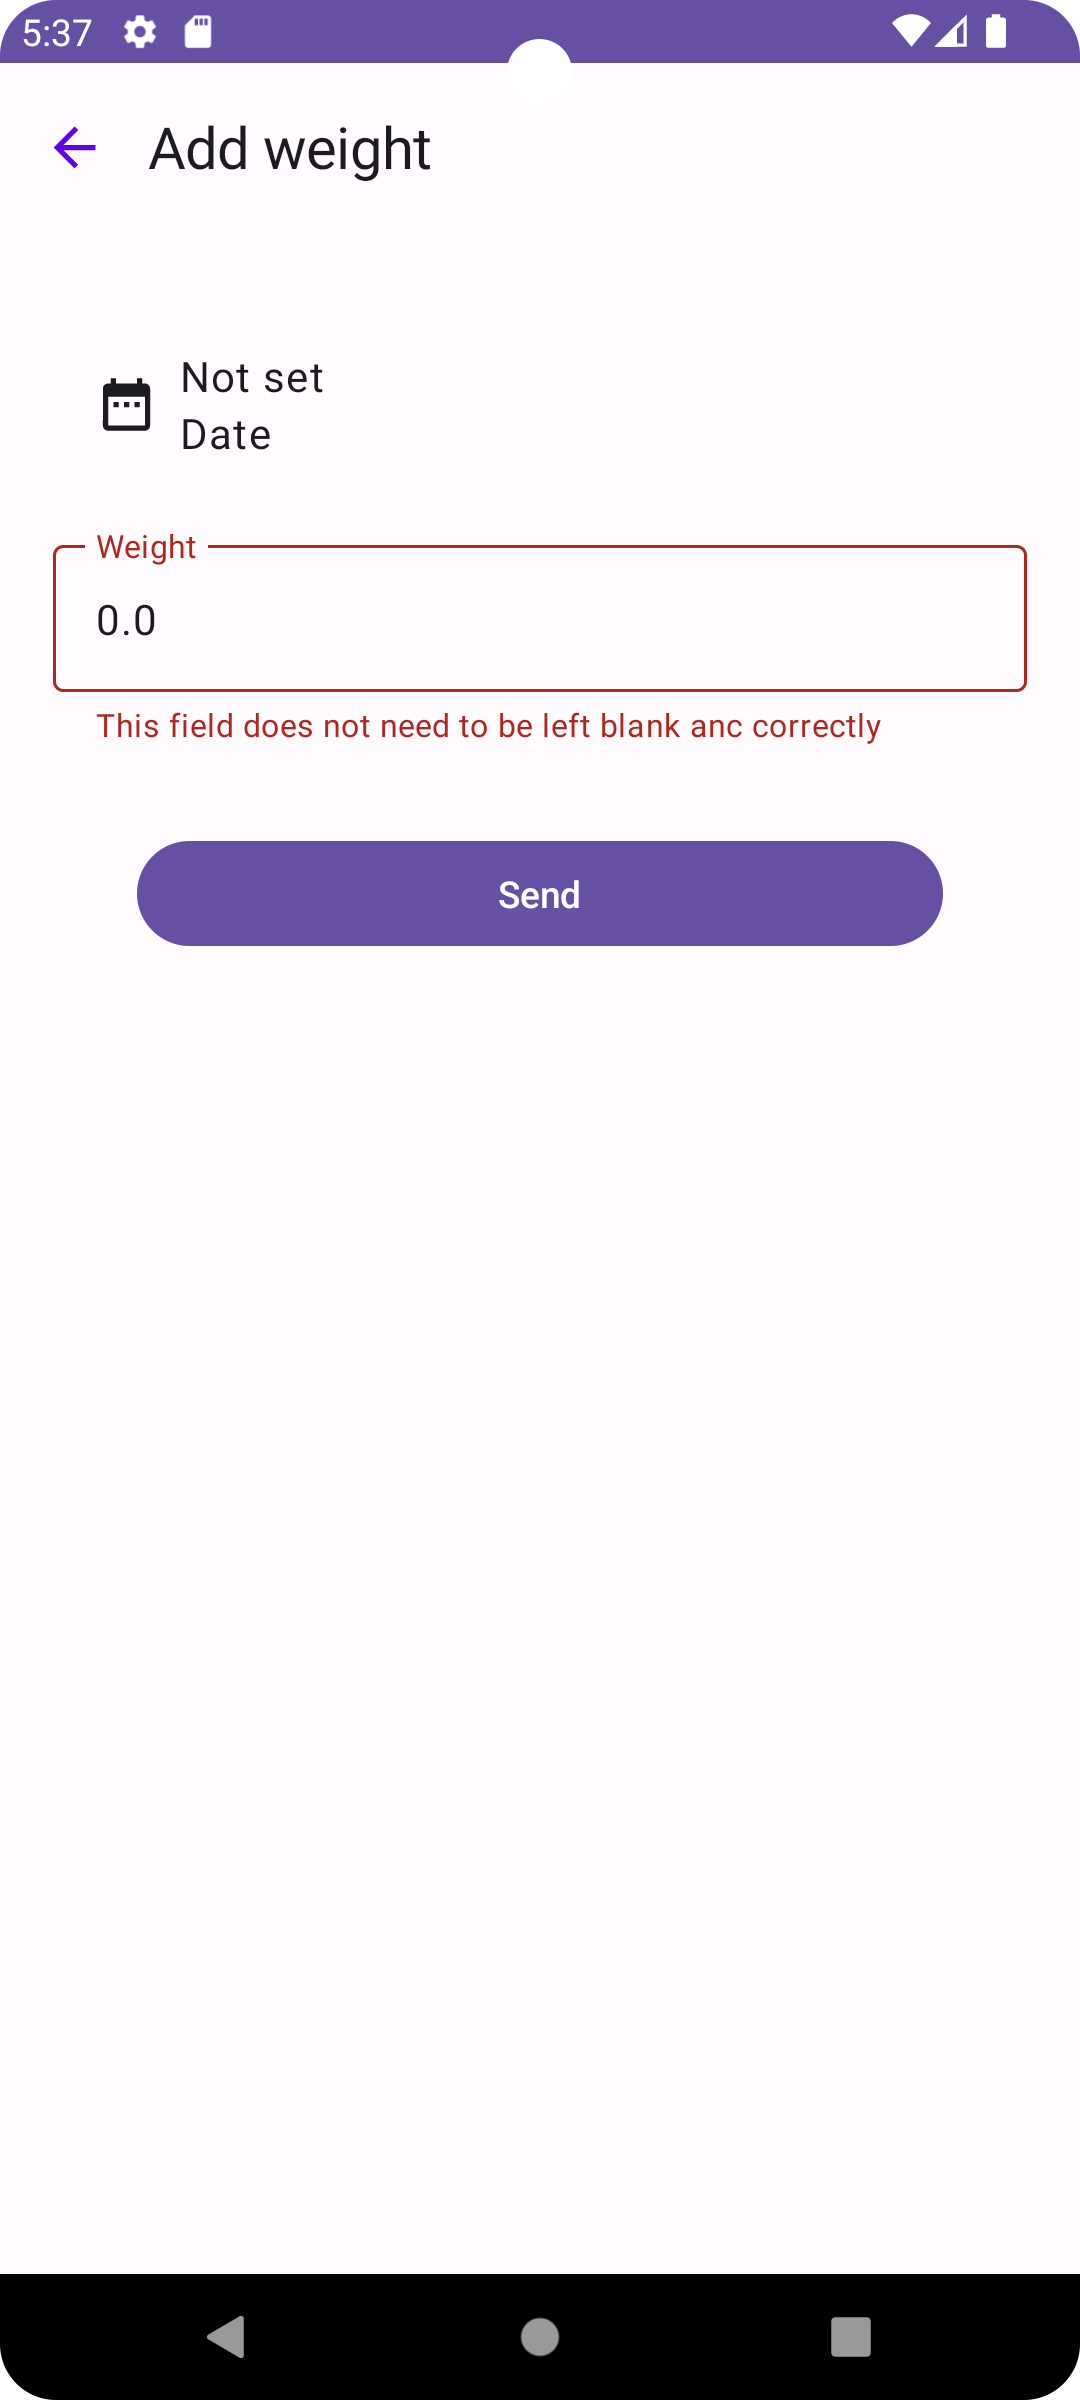 5:37
Add weight
Not set
Date
Weight
0.0
This field does not need to be left blank anc correctly
Send